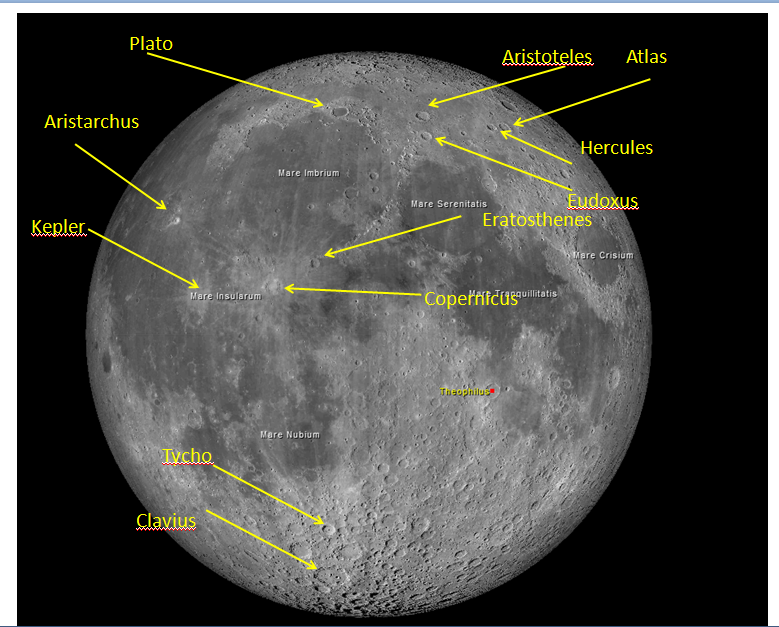 Plato
Aristoteles
Atlas
Aristarchus
Hercules
Mare Imbrium
Eudoxus
Mare Serenitatis
Eratosthenes
Kepler
Mare Crisium
Mare Insularum
Copernicus
Mare Tranquillitatis
Theophilus
Mare Nubium
Tycho
Clavius